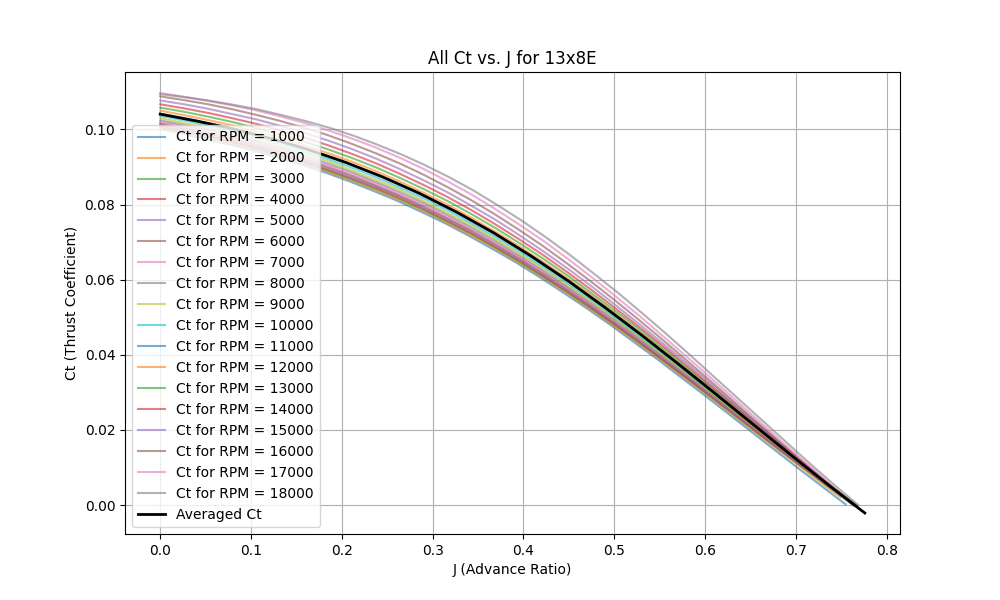 All Ct vs. J for 13x8E
Ct (Thrust Coefficient)
0.10
0.08
0.06
0.04
0.02
0.00
Ct for RPM = 1000
Ct for RPM = 2000
Ct for RPM = 3000
Ct for RPM = 4000
Ct for RPM = 5000
Ct for RPM = 6000
Ct for RPM = 7000
Ct for RPM = 8000
Ct for RPM = 9000
Ct for RPM = 10000
Ct for RPM = 11000
Ct for RPM = 12000
Ct for RPM = 13000
Ct for RPM = 14000
Ct for RPM = 15000
Ct for RPM = 16000
Ct for RPM = 17000
Ct for RPM = 18000
Averaged Ct
0.0 0.1 0.2 0.3 0.4 0.5 0.6 0.7 0.8
J (Advance Ratio)